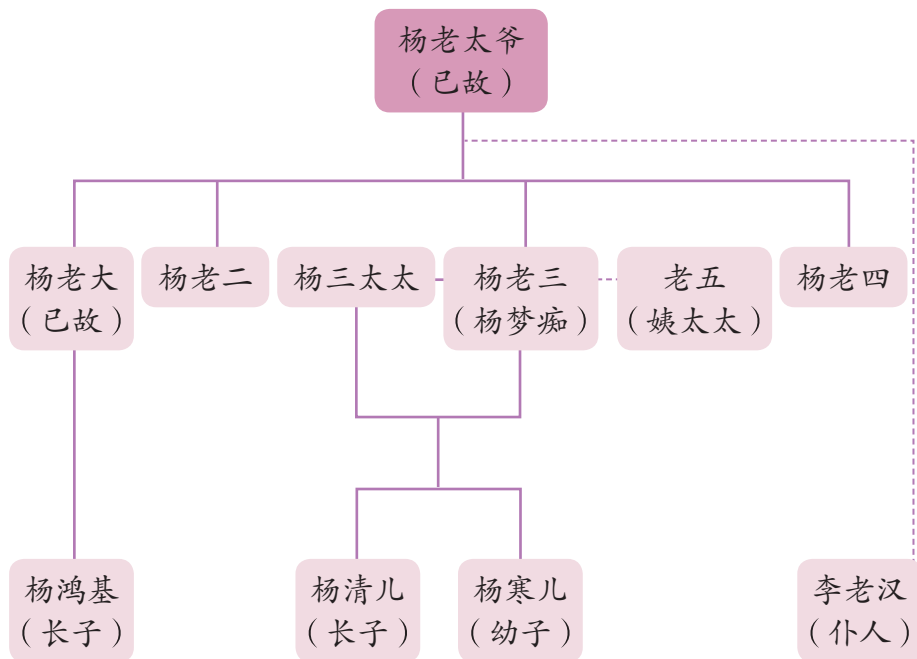 杨老太爷
（已故）
杨老大
（已故）
杨老二
杨三太太
杨老三
（杨梦痴）
老五
（姨太太）
杨老四
杨鸿基
（长子）
杨清儿
（长子）
杨寒儿
（幼子）
李老汉
（仆人）